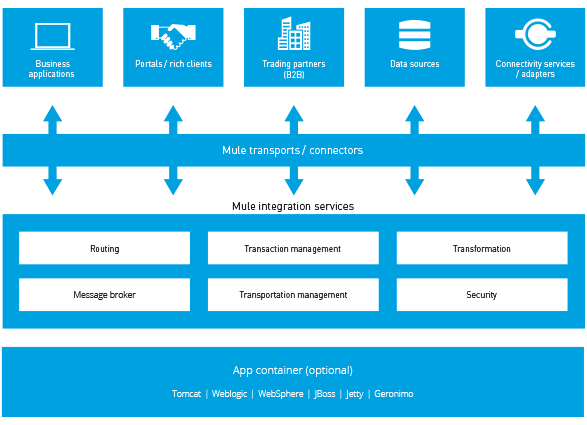 Business
applications
Portals / rich clients
Trading partners
(B2B)
Data sources
Connectivity services
/ adapters
Mule transports / connectors
Mule integration services
Routing
Transaction management
Transformation
Message broker
Transportation management
Security
App container (optional)
Tomcat | Weblogic | WebSphere | JBoss | Jetty | Geronimo